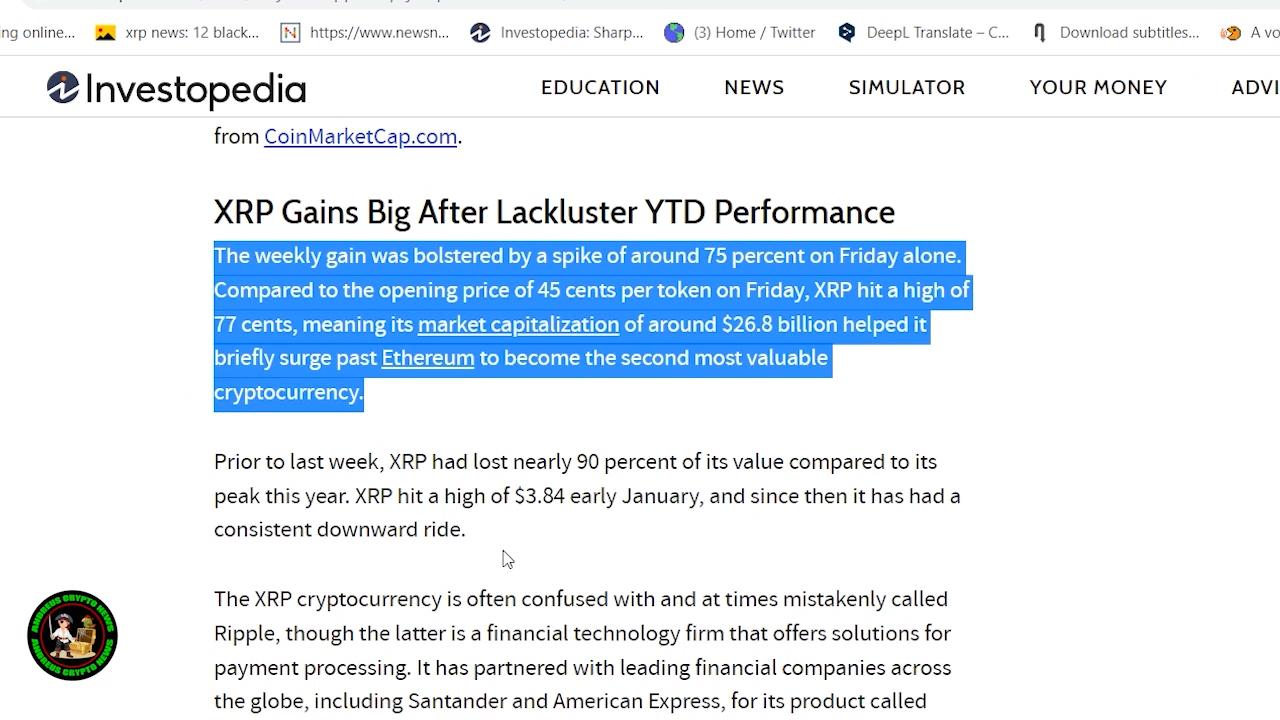 ng online...
xrp news: 12 black...
https://www.newsn...
Investopedia: Sharp...
(3) Home / Twitter
DeepL Translate – C...
Download subtitles...
A vo
Investopedia
EDUCATION
NEWS
SIMULATOR
YOUR MONEY
ADVI
from CoinMarketCap.com.
XRP Gains Big After Lackluster YTD Performance
The weekly gain was bolstered by a spike of around 75 percent on Friday alone.
Compared to the opening price of 45 cents per token on Friday, XRP hit a high of
77 cents, meaning its market capitalization of around $26.8 billion helped it
briefly surge past Ethereum to become the second most valuable
cryptocurrency.
Prior to last week, XRP had lost nearly 90 percent of its value compared to its
peak this year. XRP hit a high of $3.84 early January, and since then it has had a
consistent downward ride.
The XRP cryptocurrency is often confused with and at times mistakenly called
Ripple, though the latter is a financial technology firm that offers solutions for
payment processing. It has partnered with leading financial companies across
the globe, including Santander and American Express, for its product called
ANDREUS CRYPTO NEWS
ANDREUS CRYPTO NEWS